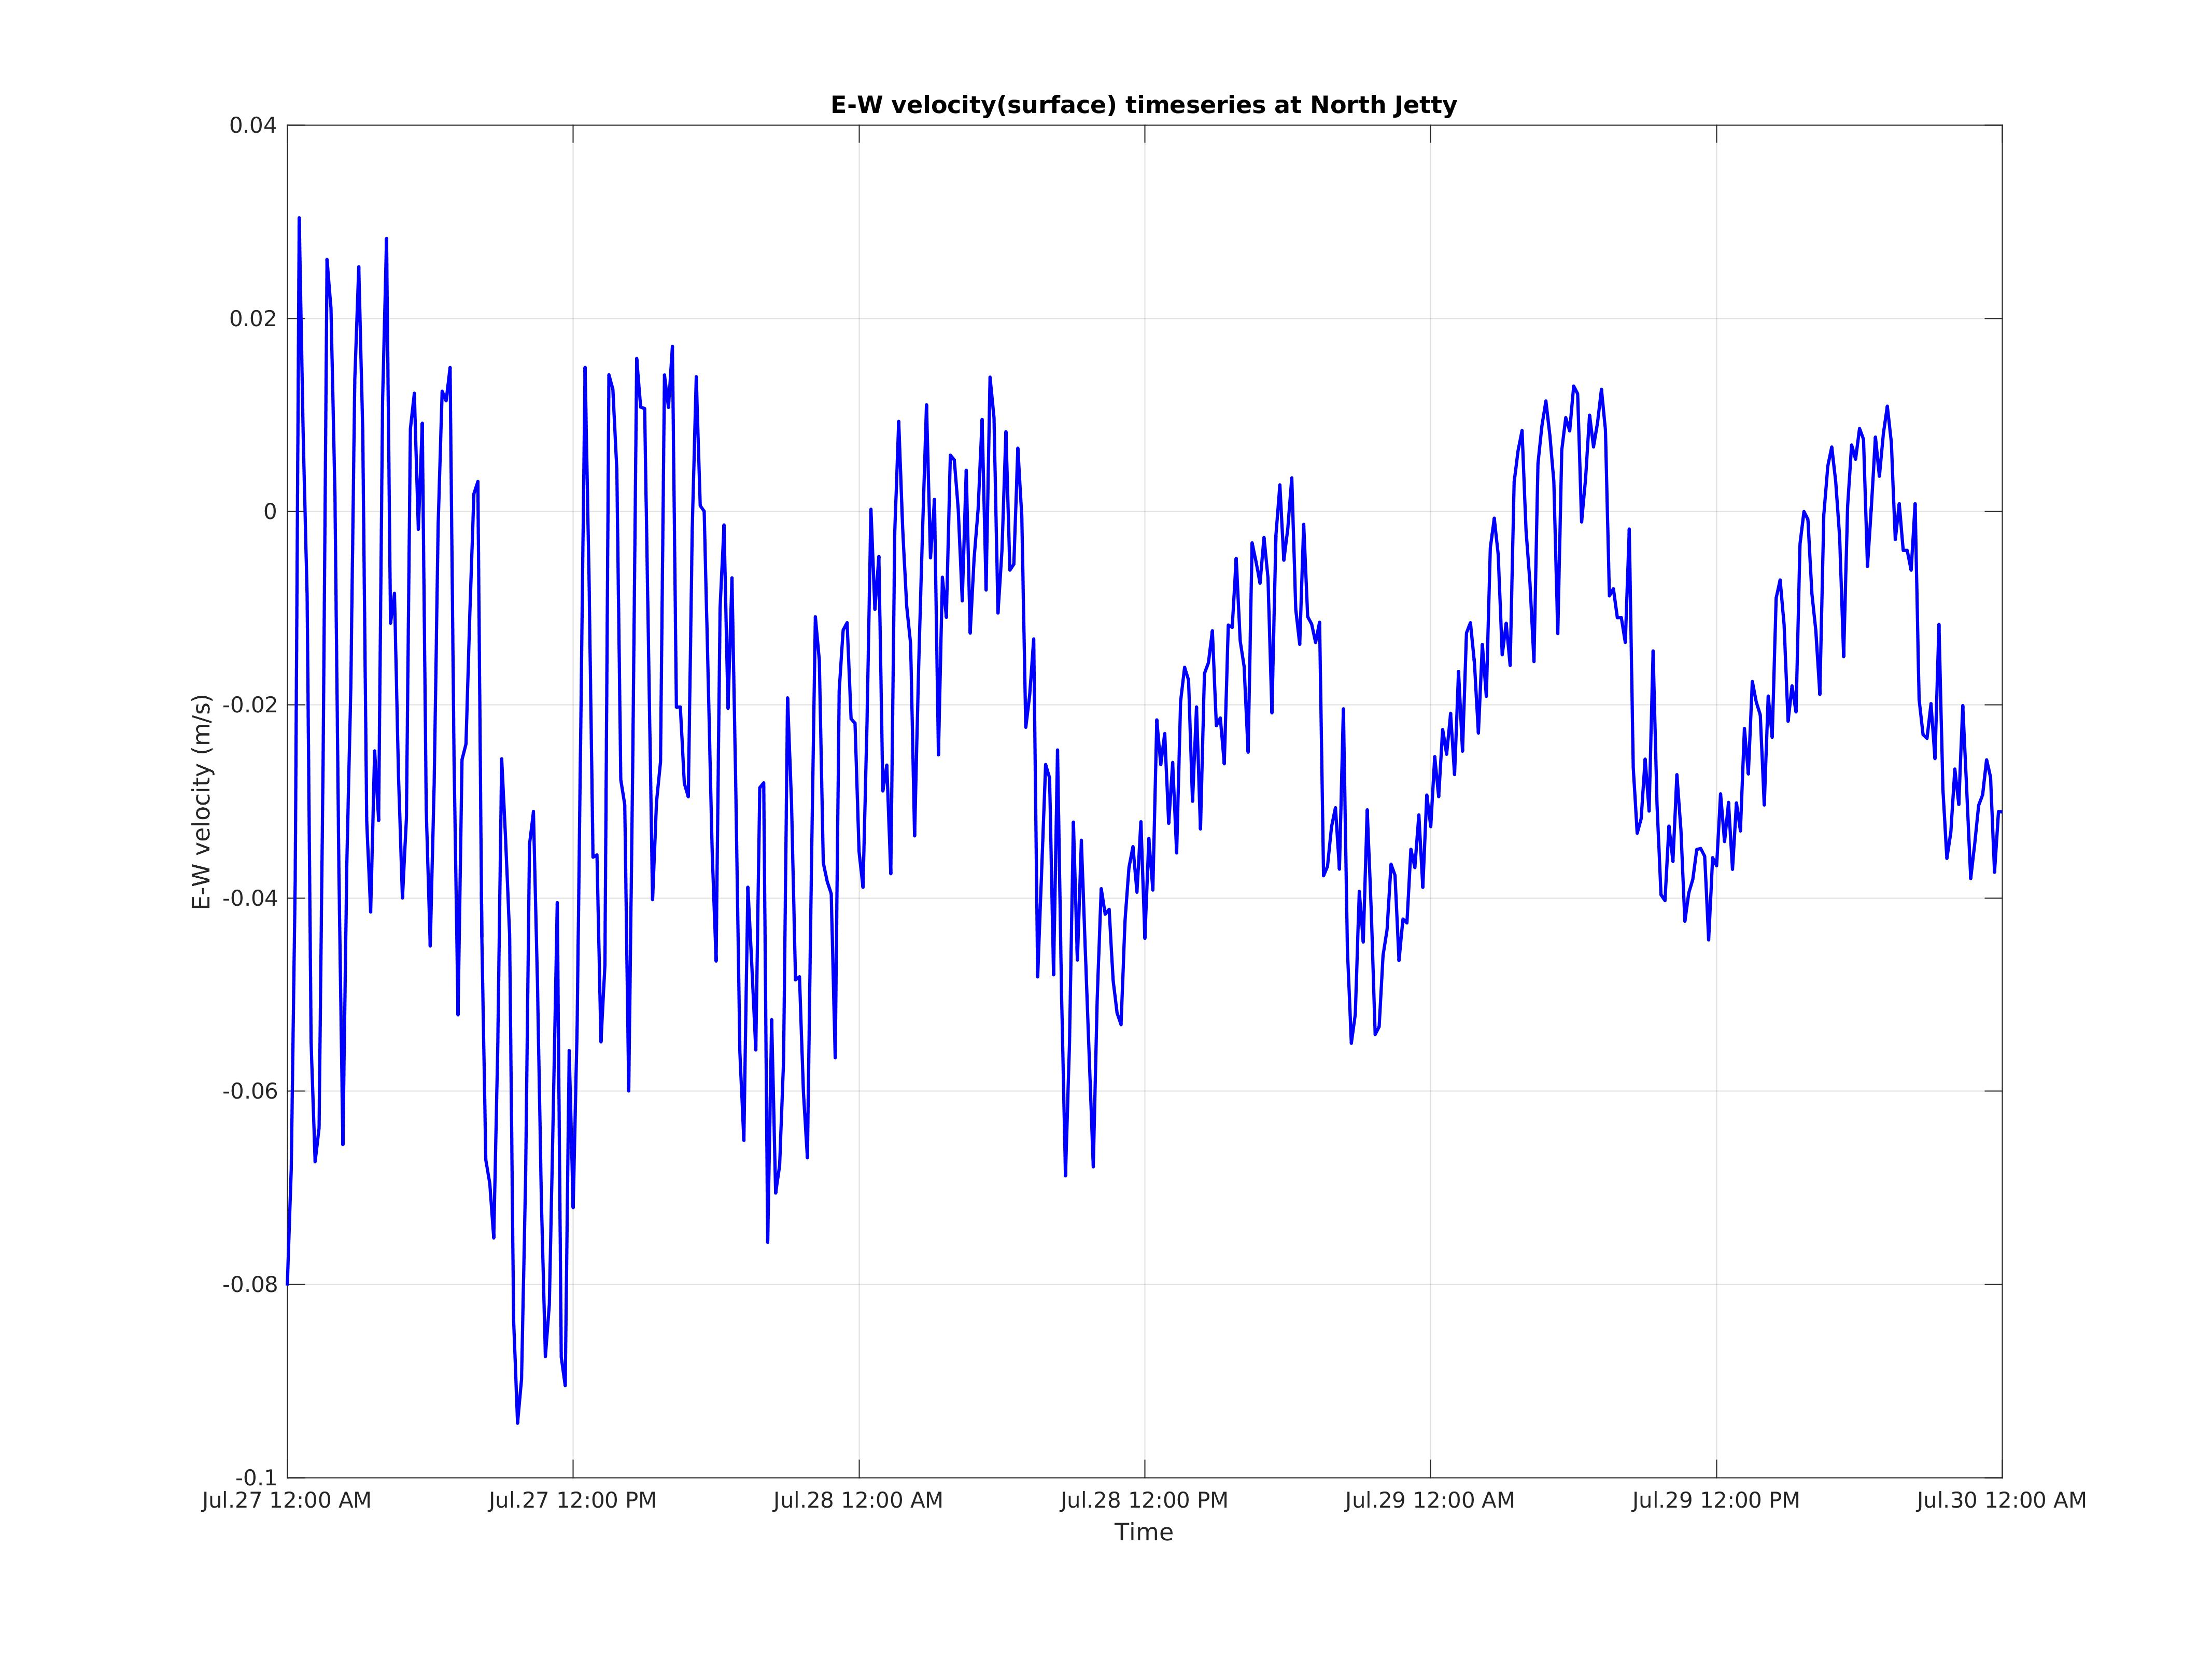 E-W velocity(surface) timeseries at North Jetty
0.04
0.02
0
-0.02
-0.04
-0.06
-0.08
-0.1
E-W velocity (m/s)
Jul.27 12:00 AM
Jul.27 12:00 PM
Jul.28 12:00 AM
Jul.28 12:00 PM
Jul.29 12:00 AM
Jul.29 12:00 PM
Jul.30 12:00 AM
Time